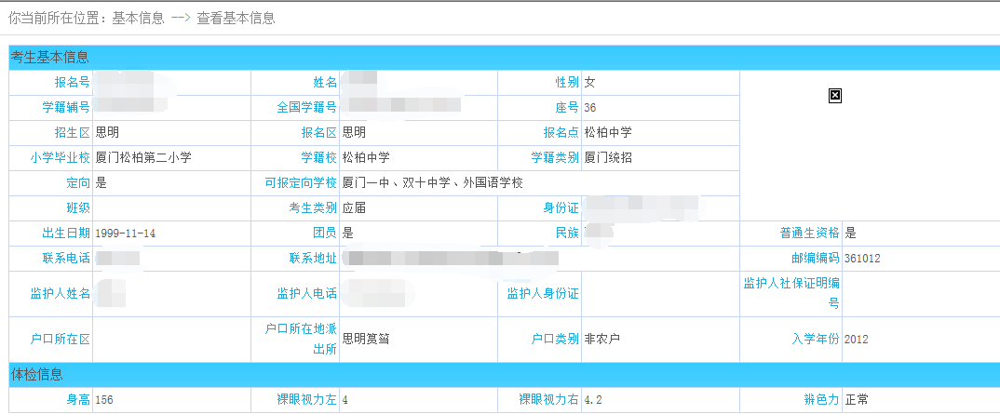 你当前所在位置：基本信息 --> 查看基本信息
考生基本信息
报名号 姓名 性别 女
学籍辅号 全国学籍号 座号 36
招生区 思明 报名区 思明 报名点 松柏中学
小学毕业校 厦门松柏第二小学 学籍校 松柏中学 学籍类别 厦门统招
定向 是 可报定向学校 厦门一中、双十中学、外国语学校
班级 考生类别 应届 身份证
出生日期 1999-11-14 团员 是 民族 普通生资格 是
联系电话 联系地址 邮编编码 361012
监护人姓名 监护人电话 监护人身份证 监护人社保证明编
号
户口所在区 户口所在地派 思明筼筜 户口类别 非农户 入学年份 2012
出所
体检信息
身高 156 裸眼视力左 4 裸眼视力右 4.2 辨色力 正常